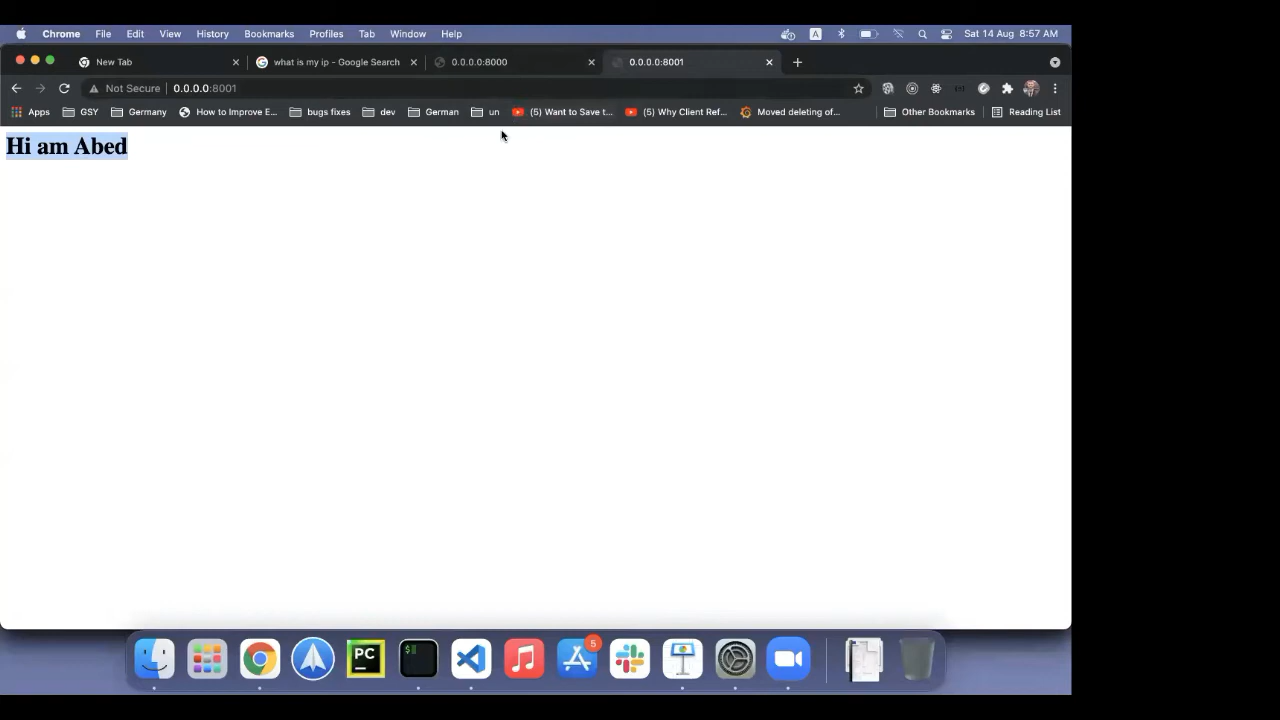 Chrome File Edit View History Bookmarks Profiles Tab Window Help A Sat 14 Aug 8:57 AM
New Tab what is my ip - Google Search 0.0.0.0:8000 0.0.0.0:8001
Not Secure 0.0.0.0:8001
Apps GSY Germany How to Improve E... bugs fixes dev German un (5) Want to Save t... (5) Why Client Ref... Moved deleting of... Other Bookmarks Reading List
Hi am Abed
PC $ 5